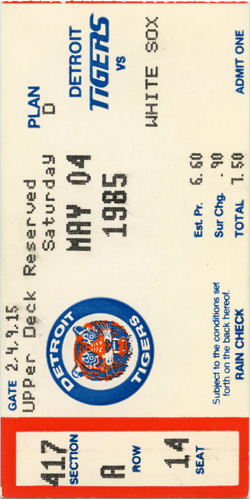 PLAN
D
DETROIT
TIGERS
VS
WHITE SOX
GATE 2.4.9.15
UPPer Deck Reserved
Saturday
MAY 04
1985
Est. Pr. 6.60
Sur Chg. .90
TOTAL 7.50
ADMIT ONE
DETROIT
TIGERS
Subject to the conditions set
forth on the back hereof.
RAIN CHECK
417
SECTION
A
ROW
14
SEAT